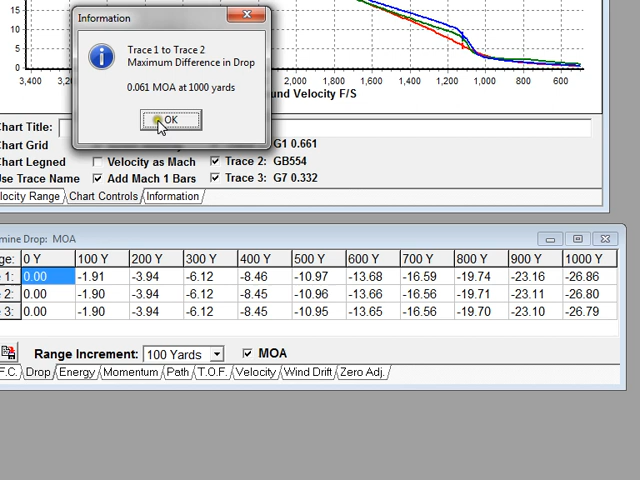 Information
Trace 1 to Trace 2
Maximum Difference in Drop
0.061 MOA at 1000 yards
OK
15
10
5
0
3,400 3,2 2,000 1,800 1,600 1,400 1,200 1,000 800 600
und Velocity F/S
Chart Title:
Chart Grid G1 0.661
Chart Legned Velocity as Mach Trace 2: GB554
Use Trace Name Add Mach 1 Bars Trace 3: G7 0.332
locity Range Chart Controls Information
mine Drop: MOA
ge: 0 Y 100 Y 200 Y 300 Y 400 Y 500 Y 600 Y 700 Y 800 Y 900 Y 1000 Y
e 1: 0.00 -1.91 -3.94 -6.12 -8.46 -10.97 -13.68 -16.59 -19.74 -23.16 -26.86
e 2: 0.00 -1.90 -3.94 -6.12 -8.45 -10.96 -13.66 -16.56 -19.71 -23.11 -26.80
e 3: 0.00 -1.90 -3.94 -6.12 -8.45 -10.95 -13.65 -16.56 -19.70 -23.10 -26.79
Range Increment: 100 Yards MOA
F.C. Drop Energy Momentum Path T.O.F. Velocity Wind Drift Zero Adj.